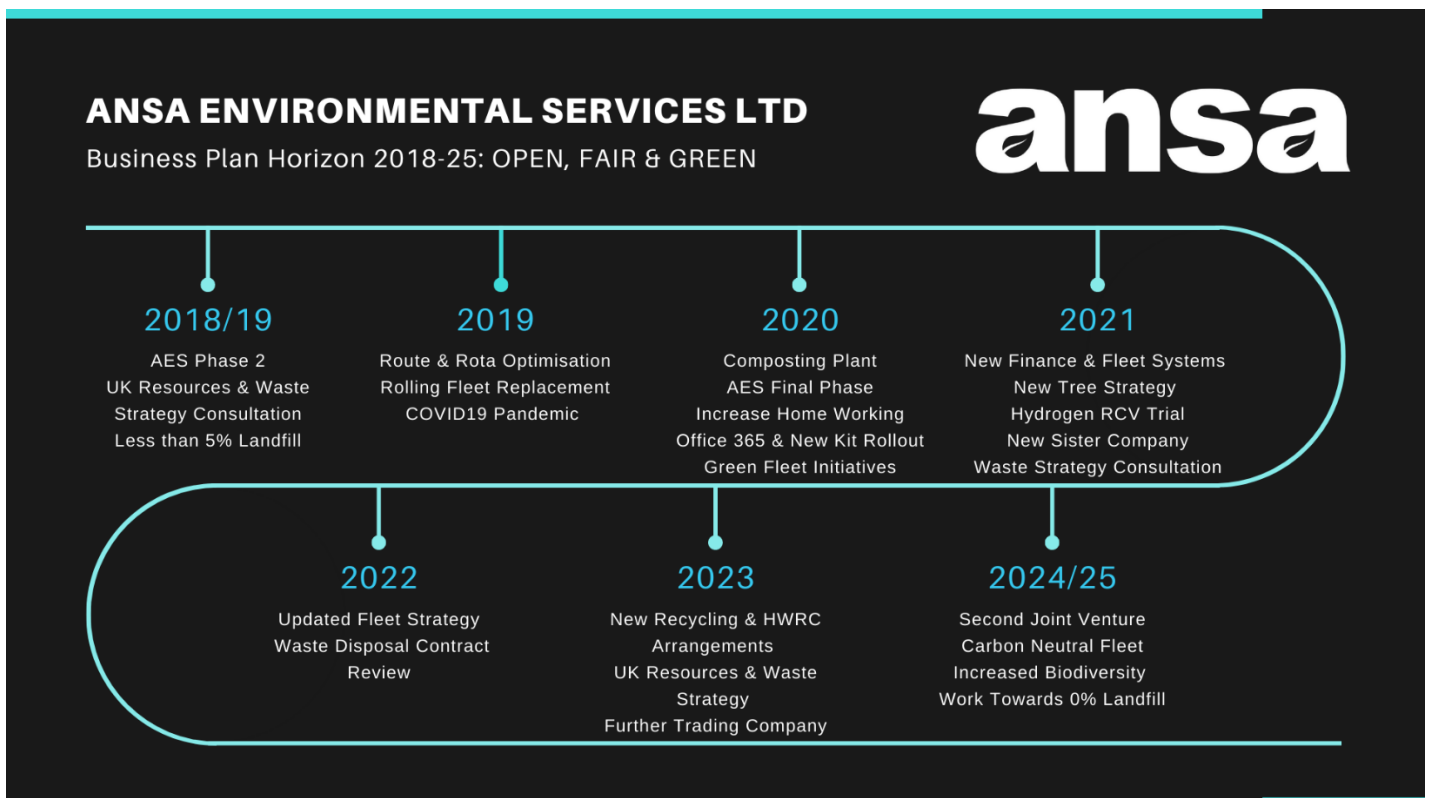 ANSA ENVIRONMENTAL SERVICES LTD
Business Plan Horizon 2018-25: OPEN, FAIR & GREEN
ansa
2018/19
AES Phase 2
UK Resources & Waste
Strategy Consultation
Less than 5% Landfill
2019
Route & Rota Optimisation
Rolling Fleet Replacement
COVID19 Pandemic
2020
Composting Plant
AES Final Phase
Increase Home Working
Office 365 & New Kit Rollout
Green Fleet Initiatives
2021
New Finance & Fleet Systems
New Tree Strategy
Hydrogen RCV Trial
New Sister Company
Waste Strategy Consultation
2022
Updated Fleet Strategy
Waste Disposal Contract
Review
2023
New Recycling & HWRC
Arrangements
UK Resources & Waste
Strategy
Further Trading Company
2024/25
Second Joint Venture
Carbon Neutral Fleet
Increased Biodiversity
Work Towards 0% Landfill